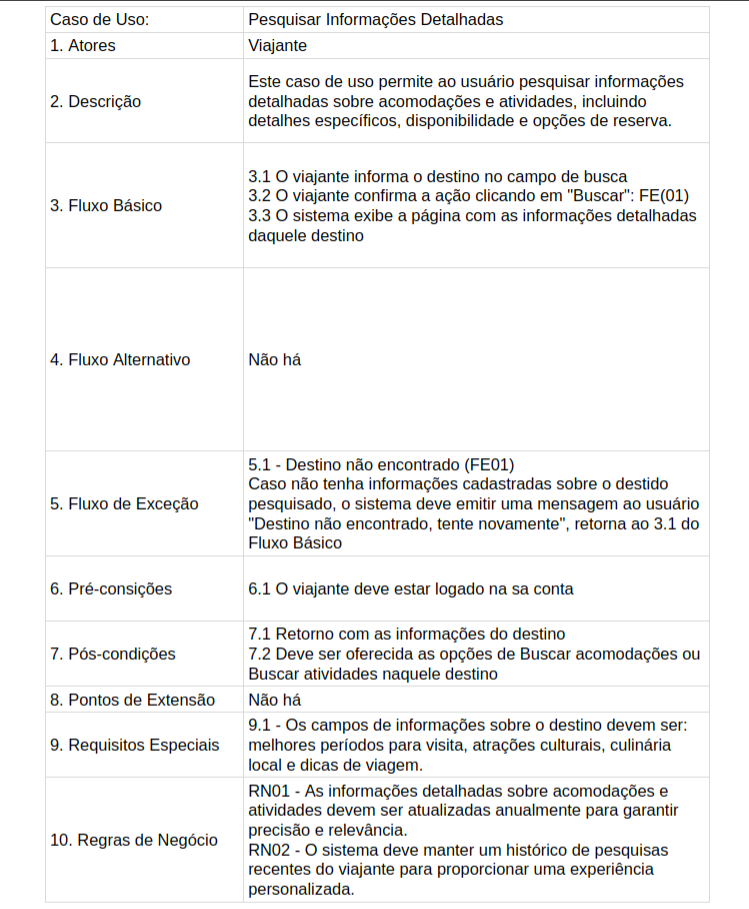 Caso de Uso: Pesquisar Informações Detalhadas
1. Atores Viajante
2. Descrição
Este caso de uso permite ao usuário pesquisar informações
detalhadas sobre acomodações e atividades, incluindo
detalhes específicos, disponibilidade e opções de reserva.
3. Fluxo Básico
3.1 O viajante informa o destino no campo de busca
3.2 O viajante confirma a ação clicando em "Buscar": FE(01)
3.3 O sistema exibe a página com as informações detalhadas
daquele destino
4. Fluxo Alternativo Não há
5. Fluxo de Exceção
5.1 - Destino não encontrado (FE01)
Caso não tenha informações cadastradas sobre o destido
pesquisado, o sistema deve emitir uma mensagem ao usuário
"Destino não encontrado, tente novamente", retorna ao 3.1 do
Fluxo Básico
6. Pré-consições 6.1 O viajante deve estar logado na sa conta
7. Pós-condições
7.1 Retorno com as informações do destino
7.2 Deve ser oferecida as opções de Buscar acomodações ou
Buscar atividades naquele destino
8. Pontos de Extensão Não há
9. Requisitos Especiais
9.1 - Os campos de informações sobre o destino devem ser:
melhores períodos para visita, atrações culturais, culinária
local e dicas de viagem.
10. Regras de Negócio
RN01 - As informações detalhadas sobre acomodações e
atividades devem ser atualizadas anualmente para garantir
precisão e relevância.
RN02 - O sistema deve manter um histórico de pesquisas
recentes do viajante para proporcionar uma experiência
personalizada.